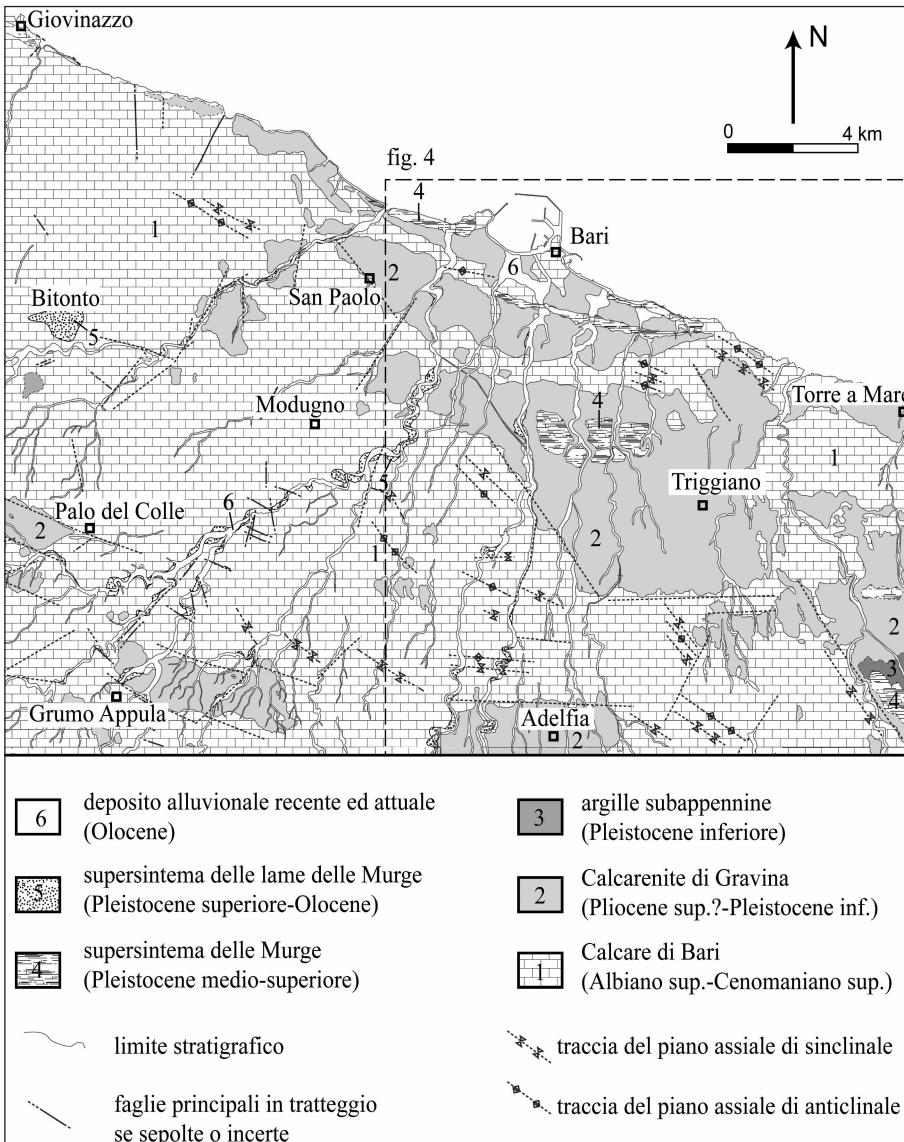 Giovinazzo
N
0 4 km
fig. 4
4
1
Bari
6
2
San Paolo
Bitonto
5
Modugno
4
Torre a Mare
1
5
Triggiano
6
Palo del Colle
2
1
2
2
3
4
Grumo Appula
Adelfia
2
6 deposito alluvionale recente ed attuale
(Olocene)
5 supersintema delle lame delle Murge
(Pleistocene superiore-Olocene)
4 supersintema delle Murge
(Pleistocene medio-superiore)
limite stratigrafico
faglie principali in tratteggio
se sepolte o incerte
3 argille subappennine
(Pleistocene inferiore)
2 Calcarenite di Gravina
(Pliocene sup.?-Pleistocene inf.)
1 Calcare di Bari
(Albiano sup.-Cenomaniano sup.)
traccia del piano assiale di sinclinale
traccia del piano assiale di anticlinale